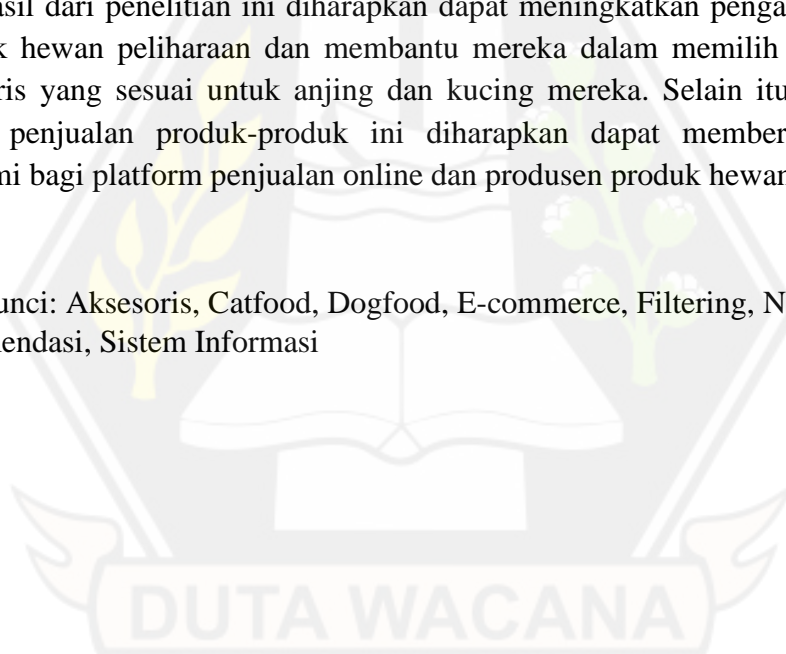 asil dari penelitian ini diharapkan dapat meningkatkan penga
k hewan peliharaan dan membantu mereka dalam memilih
ris yang sesuai untuk anjing dan kucing mereka. Selain itu
penjualan produk-produk ini diharapkan dapat member
mi bagi platform penjualan online dan produsen produk hewan
unci: Aksesoris, Catfood, Dogfood, E-commerce, Filtering, N
endasi, Sistem Informasi
DUTA WACANA